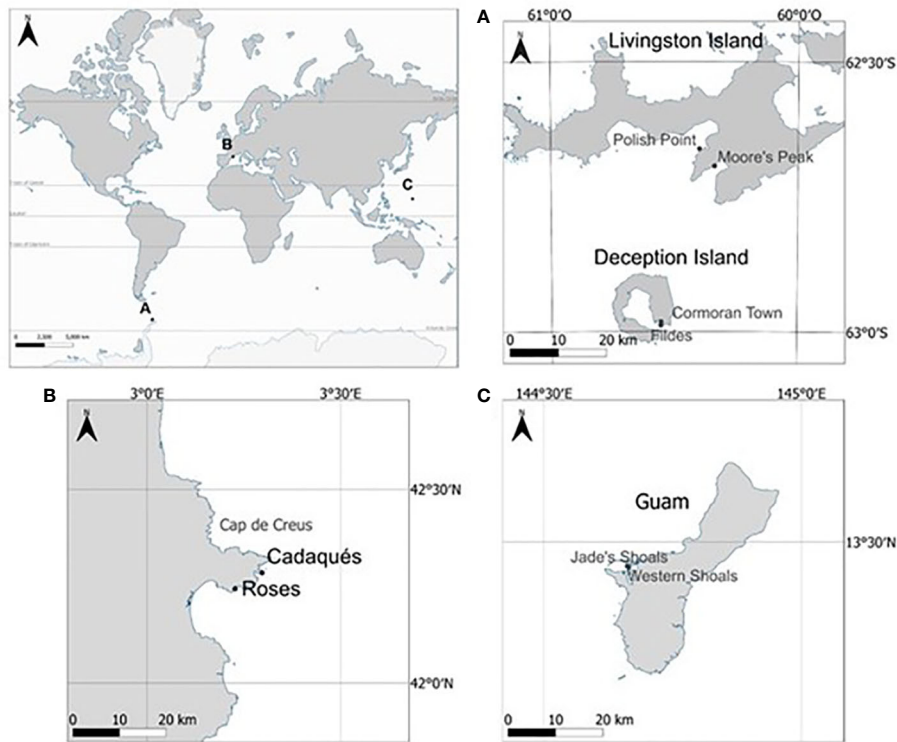 N
B
C
A
0 2,500 5,000 km
A
61°0'O 60°0'O
N
Livingston Island
62°30'S
Polish Point
Moore's Peak
Deception Island
Cormoran Town
Fildes
63°0'S
0 10 20 km
B
3°0'E 3°30'E
N
42°30'N
Cap de Creus
Cadaqués
Roses
42°0'N
0 10 20 km
C
144°30'E 145°0'E
N
Guam
13°30'N
Jade's Shoals
Western Shoals
0 10 20 km